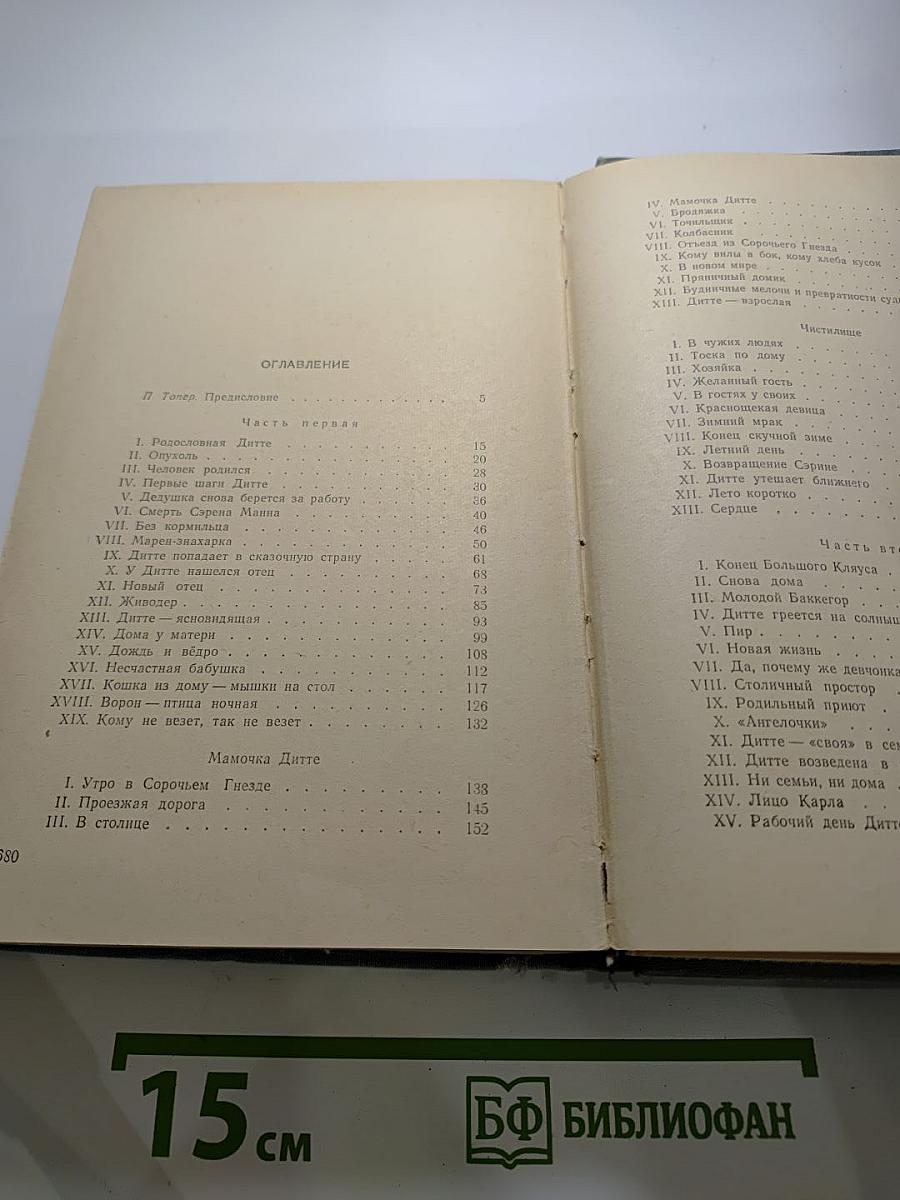 ОГЛАВЛЕНИЕ
П Топер. Предисловие . . . . . . . . . . . . 5
Часть первая
I. Родословная Дитте . . . . . . . . . . . . 15
II. Опухоль . . . . . . . . . . . . 20
III. Человек родился . . . . . . . . . . . . 28
IV. Первые шаги Дитте . . . . . . . . . . . . 30
V. Дедушка снова берется за работу . . . . . . . . 36
VI. Смерть Сэрена Манна . . . . . . . . . . . . 40
VII. Без кормильца . . . . . . . . . . . . 46
VIII. Марен-знахарка . . . . . . . . . . . . 50
IX. Дитте попадает в сказочную страну . . . . . . . 61
X. У Дитте нашелся отец . . . . . . . . . . . . 68
XI. Новый отец . . . . . . . . . . . . 73
XII. Живодер . . . . . . . . . . . . 85
XIII. Дитте — ясновидящая . . . . . . . . . . . . 93
XIV. Дома у матери . . . . . . . . . . . . 99
XV. Дождь и вёдро . . . . . . . . . . . . 108
XVI. Несчастная бабушка . . . . . . . . . . . . 112
XVII. Кошка из дому — мышки на стол . . . . . . 117
XVIII. Ворон — птица ночная . . . . . . . . . . 126
XIX. Кому не везет, так не везет . . . . . . . . 132
Мамочка Дитте
I. Утро в Сорочьем Гнезде . . . . . . . . . . 138
II. Проезжая дорога . . . . . . . . . . . . 145
III. В столице . . . . . . . . . . . . 152
680
IV. Мамочка Дитте . . . . . . . .
V. Бродяжка . . . . . . . .
VI. Точильщик . . . . . . . .
VII. Колбасник . . . . . . . .
VIII. Отъезд из Сорочьего Гнезда . . . .
IX. Кому вилы в бок, кому хлеба кусок .
X. В новом мире . . . . . . . .
XI. Пряничный домик . . . . . . . .
XII. Будничные мелочи и превратности суд
XIII. Дитте — взрослая . . . . . . .
Чистилище
I. В чужих людях . . . . . . .
II. Тоска по дому . . . . . . .
III. Хозяйка . . . . . . .
IV. Желанный гость . . . . . . .
V. В гостях у своих . . . . . . .
VI. Краснощекая девица . . . . .
VII. Зимний мрак . . . . . . .
VIII. Конец скучной зиме . . . . .
IX. Летний день . . . . . . .
X. Возвращение Сэрине . . . . .
XI. Дитте утешает ближнего . . .
XII. Лето коротко . . . . . . .
XIII. Сердце . . . . . . .
Часть вто
I. Конец Большого Клауса . .
II. Снова дома . . . . .
III. Молодой Баккегор . . . .
IV. Дитте греется на солныш
V. Пир . . . . . . .
VI. Новая жизнь . . . . .
VII. Да, почему же девчонка
VIII. Столичный простор . .
IX. Родильный приют . .
X. «Ангелочки» . . . .
XI. Дитте — «своя» в сем
XII. Дитте возведена в
XIII. Ни семьи, ни дома .
XIV. Лицо Карла . .
XV. Рабочий день Дитте
15 см
БФ БИБЛИОФАН